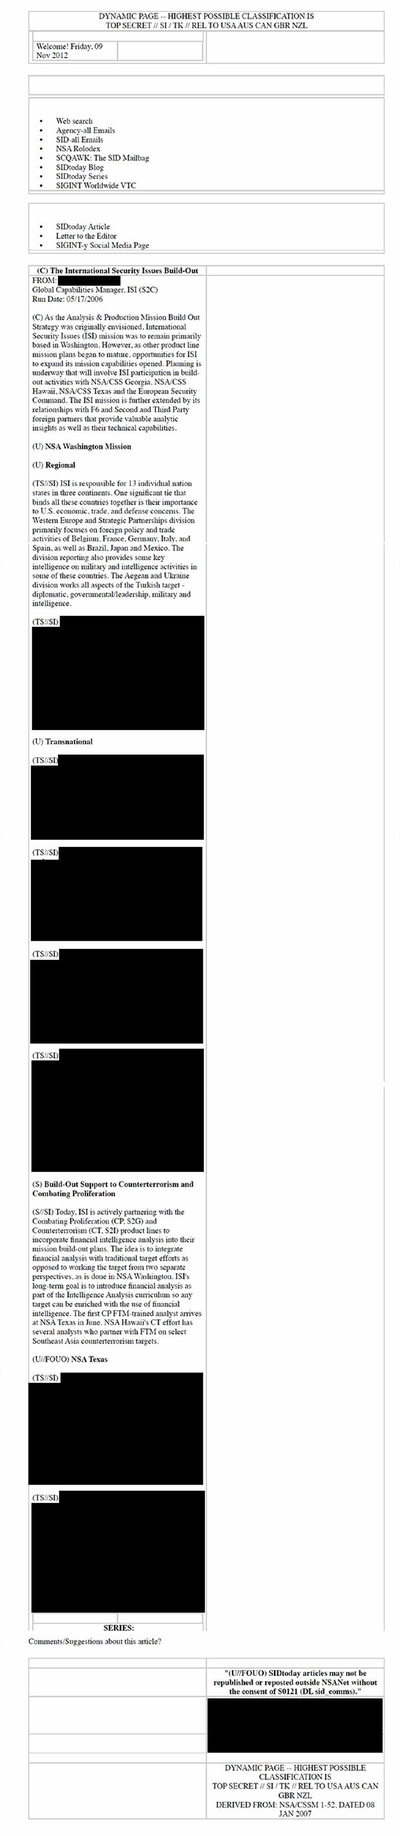 DYNAMIC PAGE -- HIGHEST POSSIBLE CLASSIFICATION IS
TOP SECRET // SI / TK // REL TO USA AUS CAN GBR NZL
Welcome! Friday, 09
Nov 2012
• Web search
• Agency-all Emails
• SID-all Emails
• NSA Rolodex
• SCQAWK: The SID Mailbag
• SIDtoday Blog
• SIDtoday Series
• SIGINT Worldwide VTC
• SIDtoday Article
• Letter to the Editor
• SIGINT-y Social Media Page
(C) The International Security Issues Build-Out
FROM:
Global Capabilities Manager, ISI (S2C)
Run Date: 05/17/2006
(C) As the Analysis & Production Mission Build Out
Strategy was originally envisioned, International
Security Issues (ISI) mission was to remain primarily
based in Washington. However, as other product line
mission plans began to mature, opportunities for ISI
to expand its mission capabilities opened. Planning is
underway that will involve ISI participation in build-
out activities with NSA/CSS Georgia, NSA/CSS
Hawaii, NSA/CSS Texas and the European Security
Command. The ISI mission is further extended by its
relationships with F6 and Second and Third Party
foreign partners that provide valuable analytic
insights as well as their technical capabilities.
(U) NSA Washington Mission
(U) Regional
(TS//SI) ISI is responsible for 13 individual nation
states in three continents. One significant tie that
binds all these countries together is their importance
to U.S. economic, trade, and defense concerns. The
Western Europe and Strategic Partnerships division
primarily focuses on foreign policy and trade
activities of Belgium, France, Germany, Italy, and
Spain, as well as Brazil, Japan and Mexico. The
division reporting also provides some key
intelligence on military and intelligence activities in
some of these countries. The Aegean and Ukraine
division works all aspects of the Turkish target -
diplomatic, governmental/leadership, military and
intelligence.
(TS//SI)
(U) Transnational
(TS//SI)
(TS//SI)
(TS//SI)
(TS//SI)
(S) Build-Out Support to Counterterrorism and
Combating Proliferation
(S//SI) Today, ISI is actively partnering with the
Combating Proliferation (CP, S2G) and
Counterterrorism (CT, S2I) product lines to
incorporate financial intelligence analysis into their
mission build-out plans. The idea is to integrate
financial analysis with traditional target efforts as
opposed to working the target from two separate
perspectives, as is done in NSA Washington. ISI's
long-term goal is to introduce financial analysis as
part of the Intelligence Analysis curriculum so any
target can be enriched with the use of financial
intelligence. The first CP FTM-trained analyst arrives
at NSA Texas in June. NSA Hawaii's CT effort has
several analysts who partner with FTM on select
Southeast Asia counterterrorism targets.
(U//FOUO) NSA Texas
(TS//SI)
(TS//SI)
SERIES:
Comments/Suggestions about this article?
"(U//FOUO) SIDtoday articles may not be
republished or reposted outside NSANet without
the consent of S0121 (DL sid_comms)."
DYNAMIC PAGE -- HIGHEST POSSIBLE
CLASSIFICATION IS
TOP SECRET // SI / TK // REL TO USA AUS CAN
GBR NZL
DERIVED FROM: NSA/CSSM 1-52, DATED 08
JAN 2007